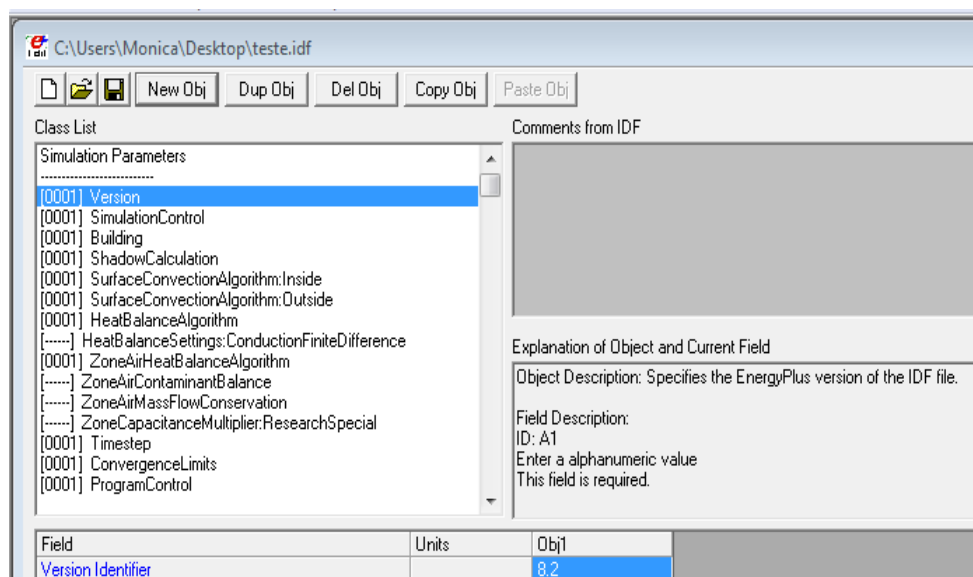 C:\Users\Monica\Desktop\teste.idf
New Obj Dup Obj Del Obj Copy Obj Paste Obj
Class List
Simulation Parameters
---------------------------
[0001] Version
[0001] SimulationControl
[0001] Building
[0001] ShadowCalculation
[0001] SurfaceConvectionAlgorithm:Inside
[0001] SurfaceConvectionAlgorithm:Outside
[0001] HeatBalanceAlgorithm
[------] HeatBalanceSettings:ConductionFiniteDifference
[0001] ZoneAirHeatBalanceAlgorithm
[------] ZoneAirContaminantBalance
[------] ZoneAirMassFlowConservation
[------] ZoneCapacitanceMultiplier:ResearchSpecial
[0001] Timestep
[0001] ConvergenceLimits
[0001] ProgramControl
Comments from IDF
Explanation of Object and Current Field
Object Description: Specifies the EnergyPlus version of the IDF file.
Field Description:
ID: A1
Enter a alphanumeric value
This field is required.
Field Units Obj1
Version Identifier 8.2